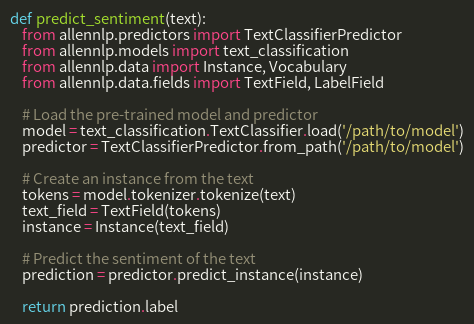 def predict_sentiment(text):
from allennlp.predictors import TextClassifierPredictor
from allennlp.models import text_classification
from allennlp.data import Instance, Vocabulary
from allennlp.data.fields import TextField, LabelField
# Load the pre-trained model and predictor
model = text_classification.TextClassifier.load('/path/to/model')
predictor = TextClassifierPredictor.from_path('/path/to/model')
# Create an instance from the text
tokens = model.tokenizer.tokenize(text)
text_field = TextField(tokens)
instance = Instance(text_field)
# Predict the sentiment of the text
prediction = predictor.predict_instance(instance)
return prediction.label